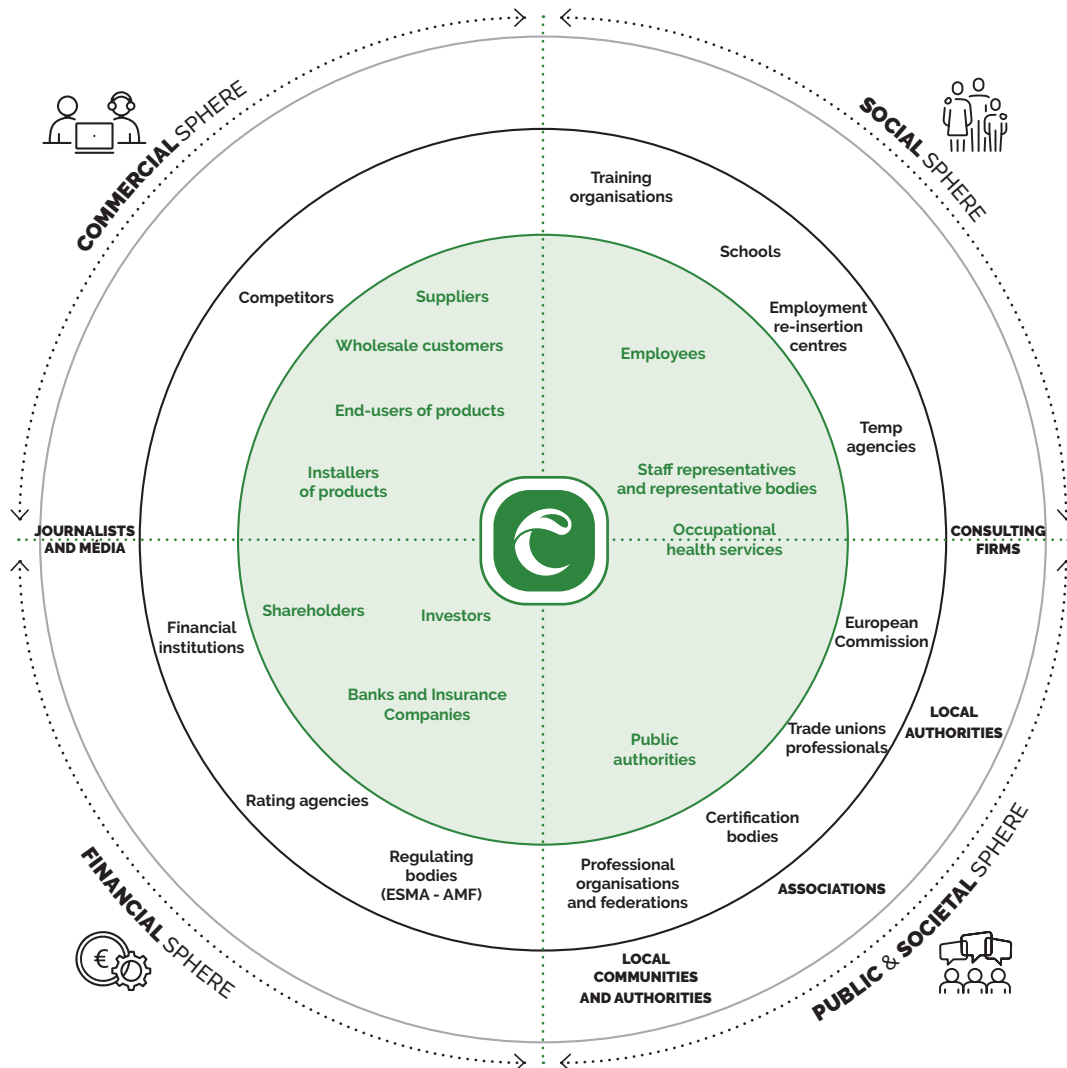 COMMERCIAL SPHERE
SOCIAL SPHERE
Training
organisations
Schools
Employment
re-insertion
centres
Temp
agencies
Competitors
Suppliers
Wholesale customers
End-users of products
Installers
of products
Employees
Staff representatives
and representative bodies
Occupational
health services
JOURNALISTS
AND MÉDIA
CONSULTING
FIRMS
Shareholders
Investors
Banks and Insurance
Companies
Financial
institutions
Rating agencies
Regulating
bodies
(ESMA - AMF)
Public
authorities
European
Commission
Trade unions
professionals
Certification
bodies
Professional
organisations
and federations
LOCAL
AUTHORITIES
ASSOCIATIONS
LOCAL
COMMUNITIES
AND AUTHORITIES
FINANCIAL SPHERE
€
PUBLIC & SOCIETAL SPHERE